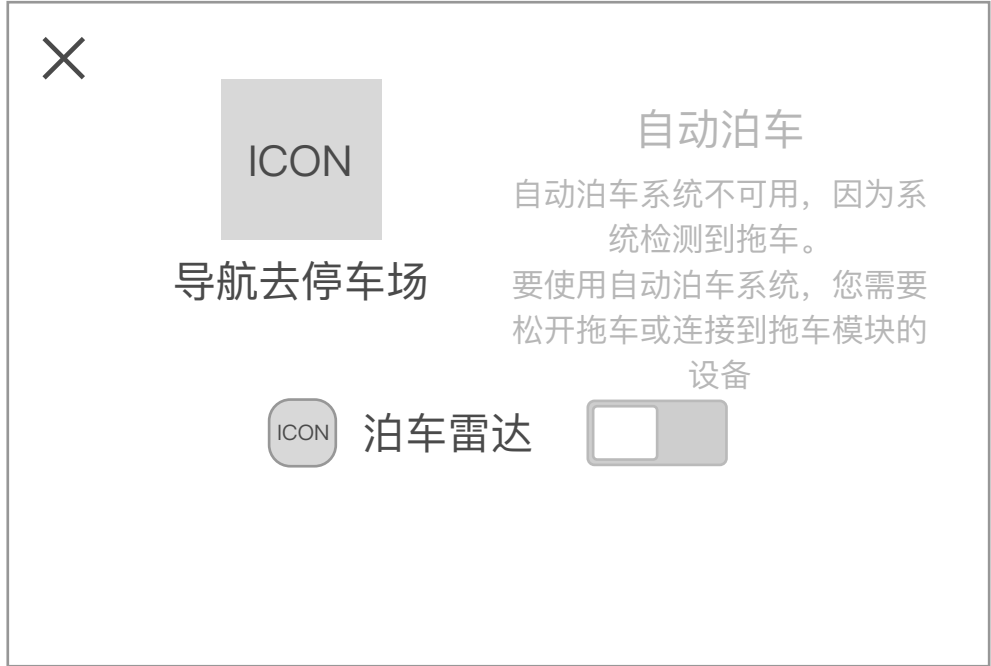 ICON
导航去停车场
自动泊车
自动泊车系统不可用，因为系
统检测到拖车。
要使用自动泊车系统，您需要
松开拖车或连接到拖车模块的
设备
ICON 泊车雷达